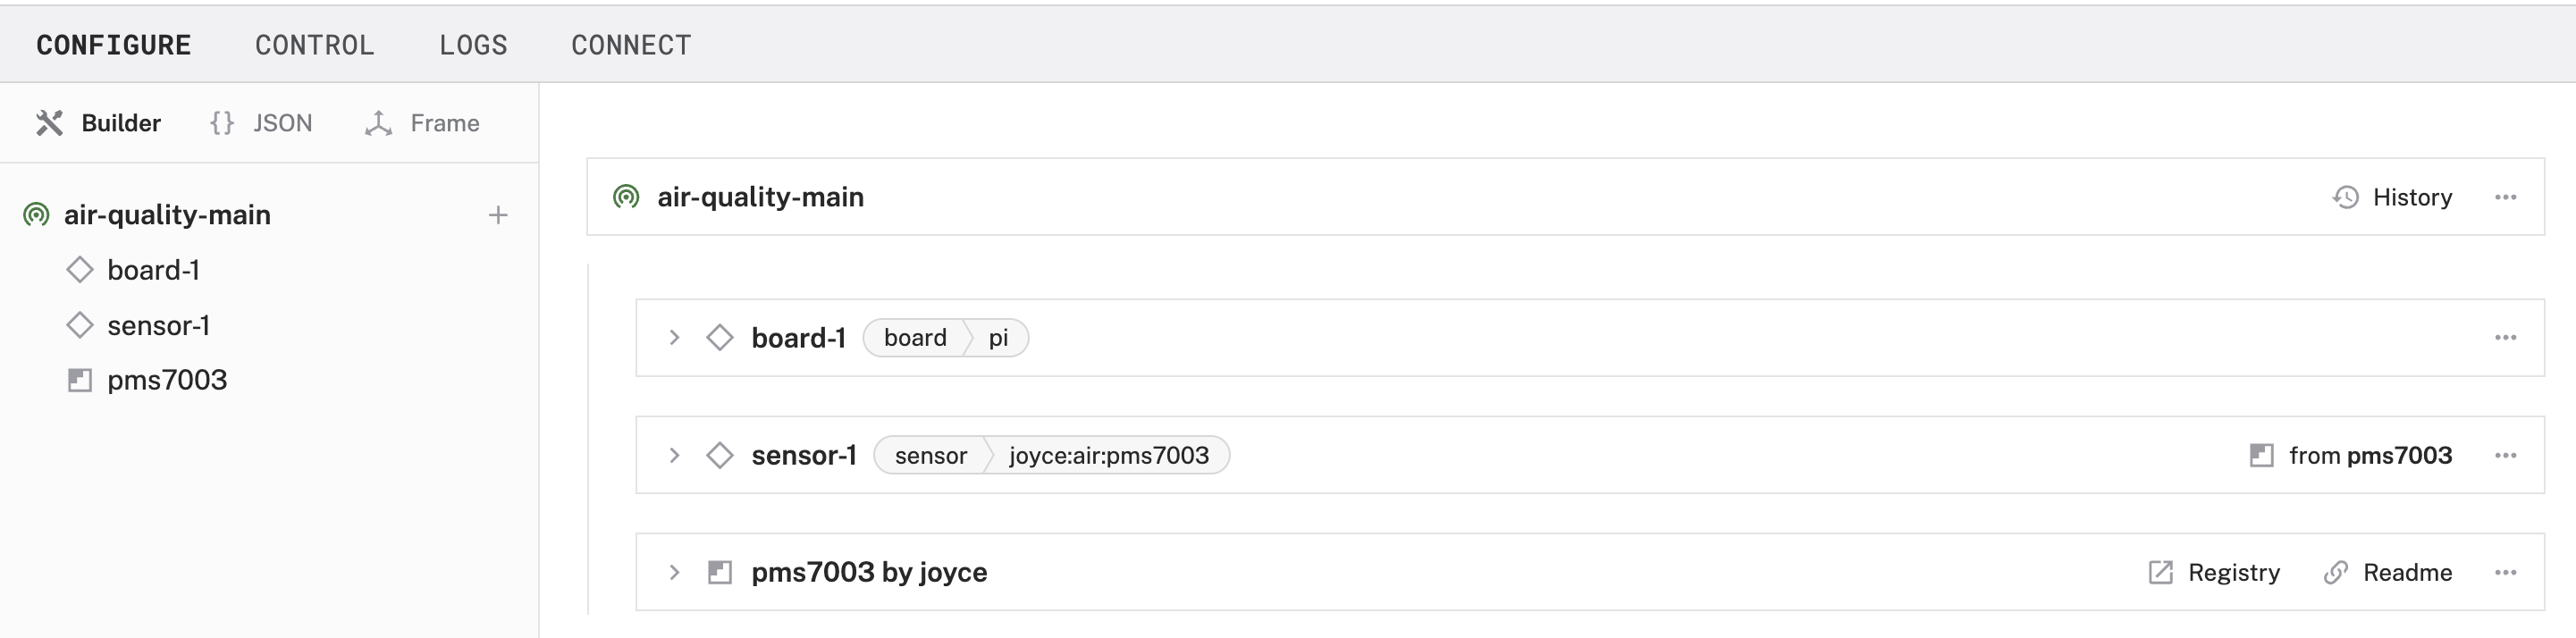 CONFIGURE CONTROL LOGS CONNECT
Builder {} JSON Frame
air-quality-main +
board-1
sensor-1
pms7003
air-quality-main History ...
board-1 board pi ...
sensor-1 sensor joyce:air:pms7003 from pms7003 ...
pms7003 by joyce Registry Readme ...